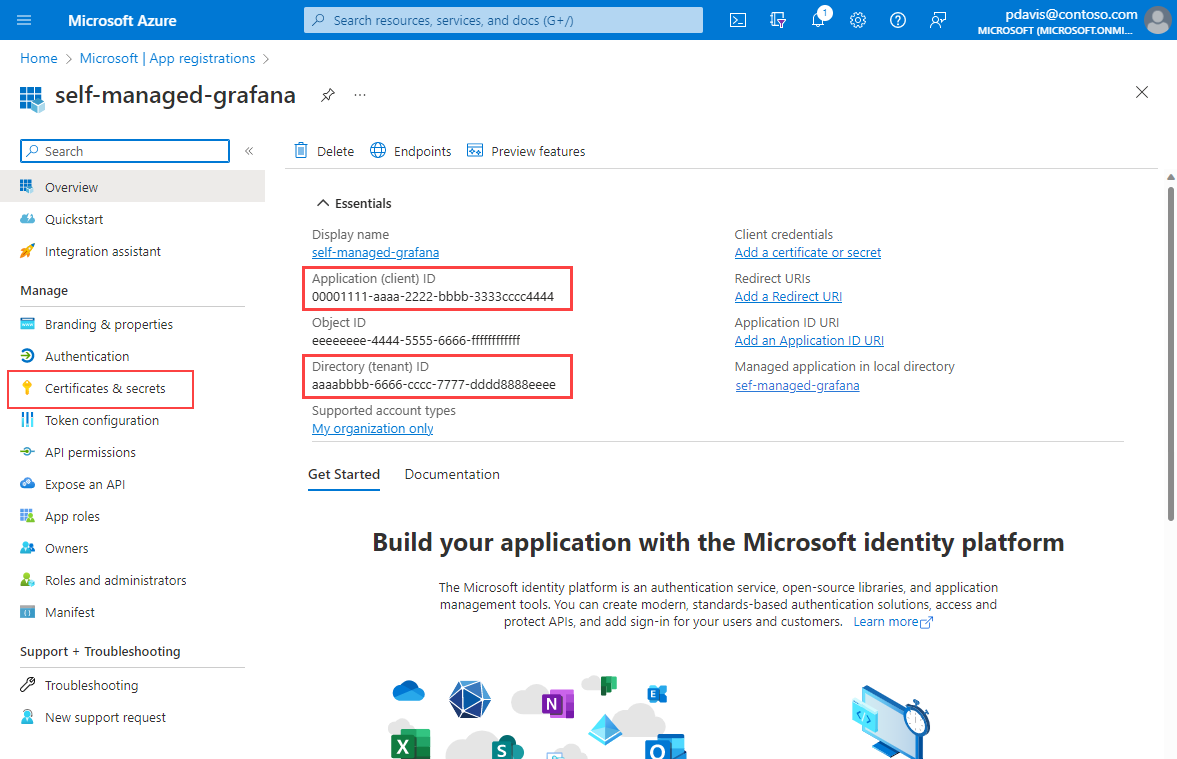 Microsoft Azure
Search resources, services, and docs (G+/)
1
pdavis@contoso.com
MICROSOFT (MICROSOFT.ONMI...
Home > Microsoft | App registrations >
self-managed-grafana
...
Search
«
Overview
Quickstart
Integration assistant
Manage
Branding & properties
Authentication
Certificates & secrets
Token configuration
API permissions
Expose an API
App roles
Owners
Roles and administrators
Manifest
Support + Troubleshooting
Troubleshooting
New support request
Delete
Endpoints
Preview features
Essentials
Display name
self-managed-grafana
Application (client) ID
00001111-aaaa-2222-bbbb-3333cccc4444
Object ID
eeeeeeee-4444-5555-6666-ffffffffffff
Directory (tenant) ID
aaaabbbb-6666-cccc-7777-dddd8888eeee
Supported account types
My organization only
Client credentials
Add a certificate or secret
Redirect URIs
Add a Redirect URI
Application ID URI
Add an Application ID URI
Managed application in local directory
sef-managed-grafana
Get Started
Documentation
Build your application with the Microsoft identity platform
The Microsoft identity platform is an authentication service, open-source libraries, and application
management tools. You can create modern, standards-based authentication solutions, access and
protect APIs, and add sign-in for your users and customers. Learn more
N
E
X
S
O